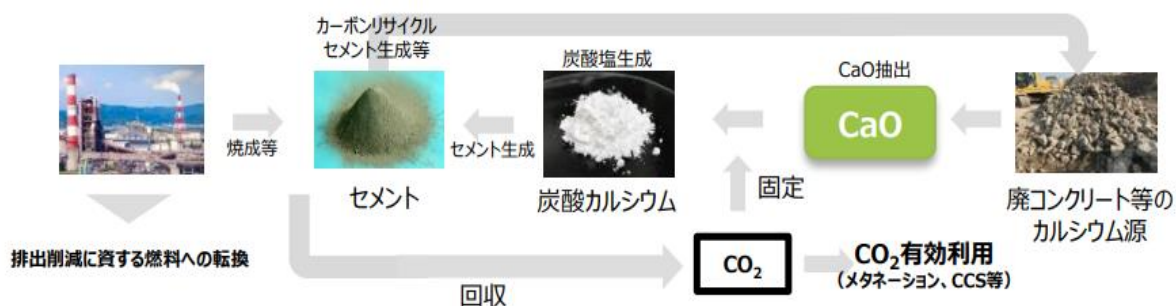 カーボンリサイクル
セメント生成等
炭酸塩生成
CaO抽出
CaO
焼成等
セメント生成
セメント
炭酸カルシウム
固定
廃コンクリート等の
カルシウム源
排出削減に資する燃料への転換
CO₂
CO₂有効利用
（メタネーション、CCS等）
回収